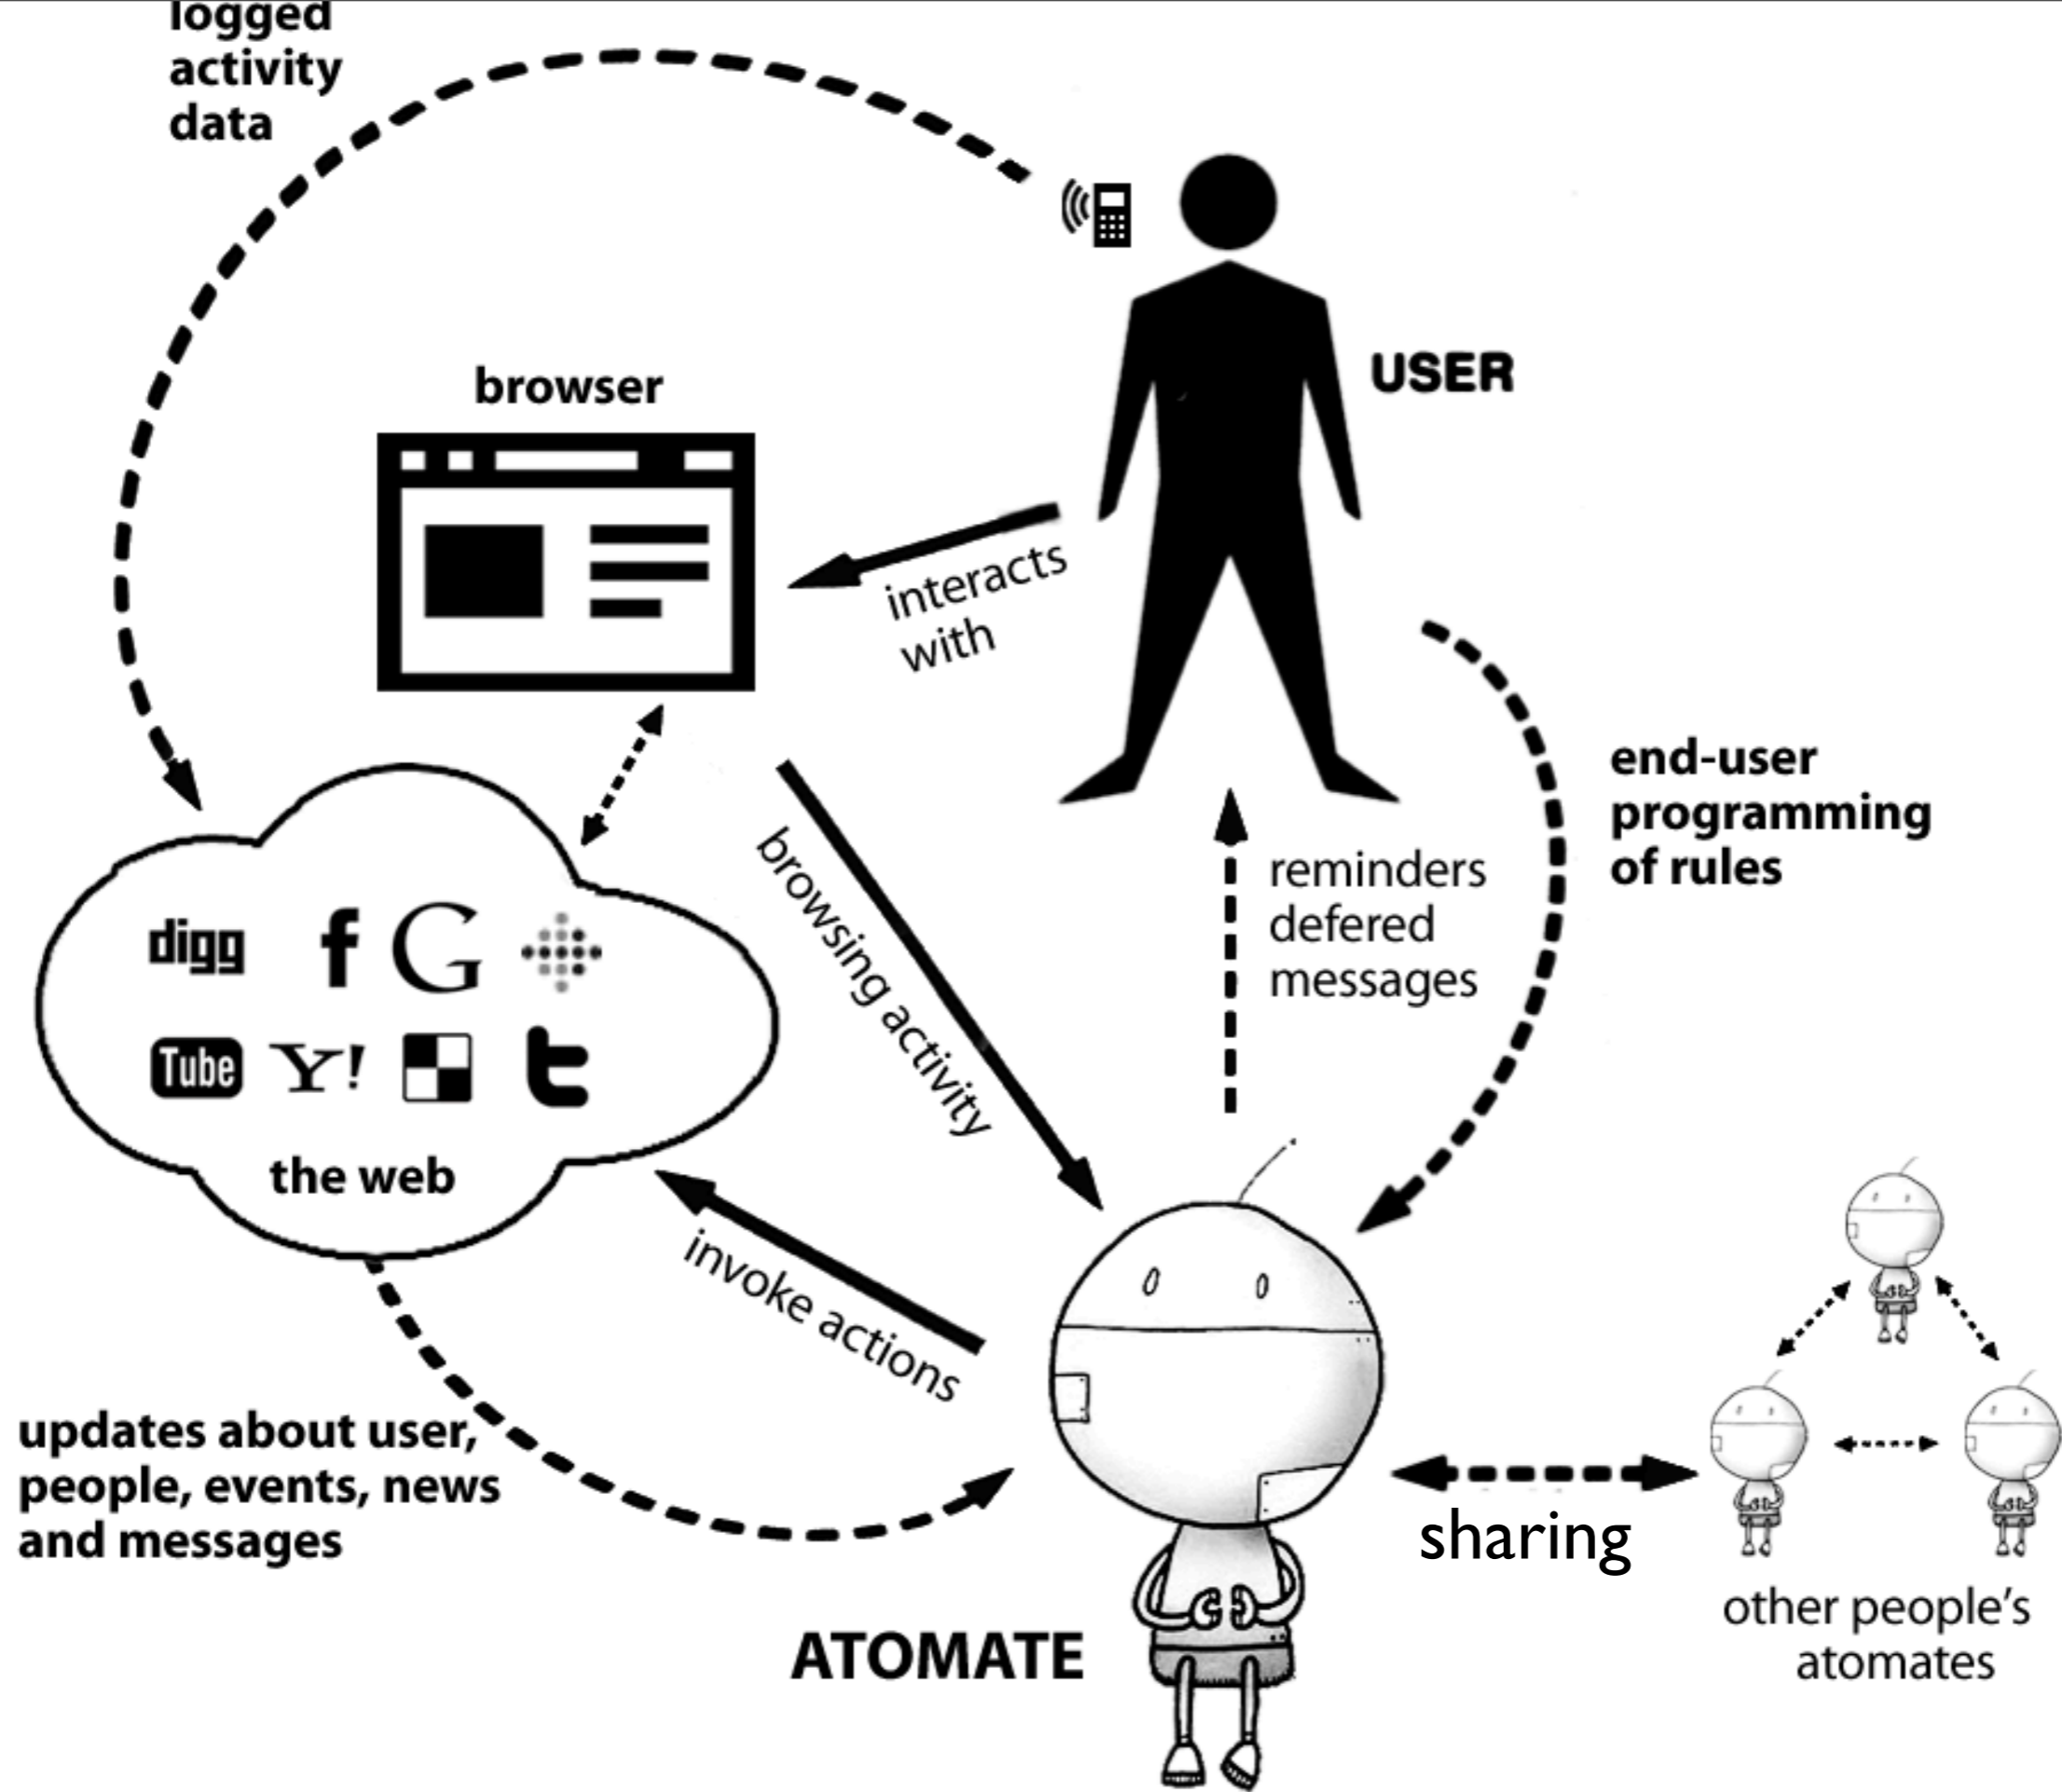 logged
activity
data
USER
browser
interacts
with
end-user
programming
of rules
reminders
defered
messages
browsing activity
digg f G
Tube Y! t
the web
invoke actions
updates about user,
people, events, news
and messages
sharing
other people's
atomates
ATOMATE